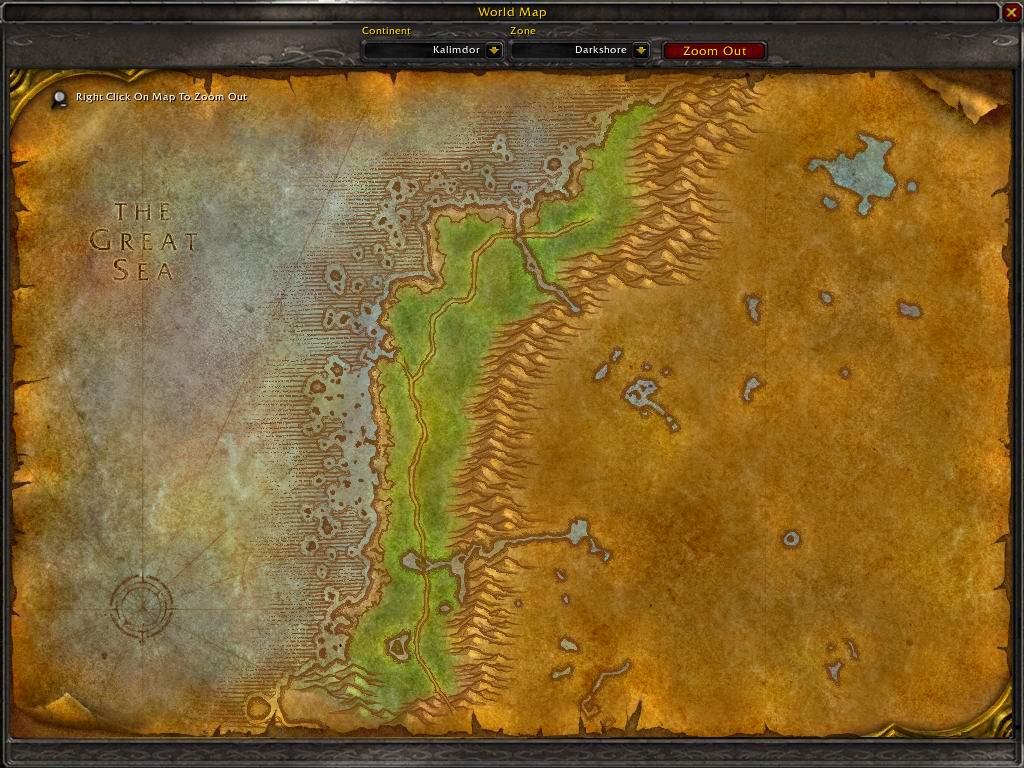 World Map
Continent
Zone
Kalimdor
Darkshore
Zoom Out
Right Click On Map To Zoom Out
THE
GREAT
SEA